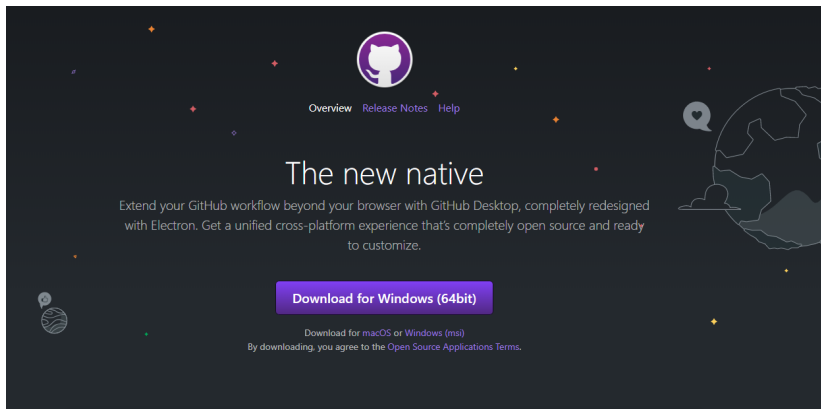 Overview Release Notes Help
The new native
Extend your GitHub workflow beyond your browser with GitHub Desktop, completely redesigned
with Electron. Get a unified cross-platform experience that's completely open source and ready
to customize.
Download for Windows (64bit)
Download for macOS or Windows (msi)
By downloading, you agree to the Open Source Applications Terms.